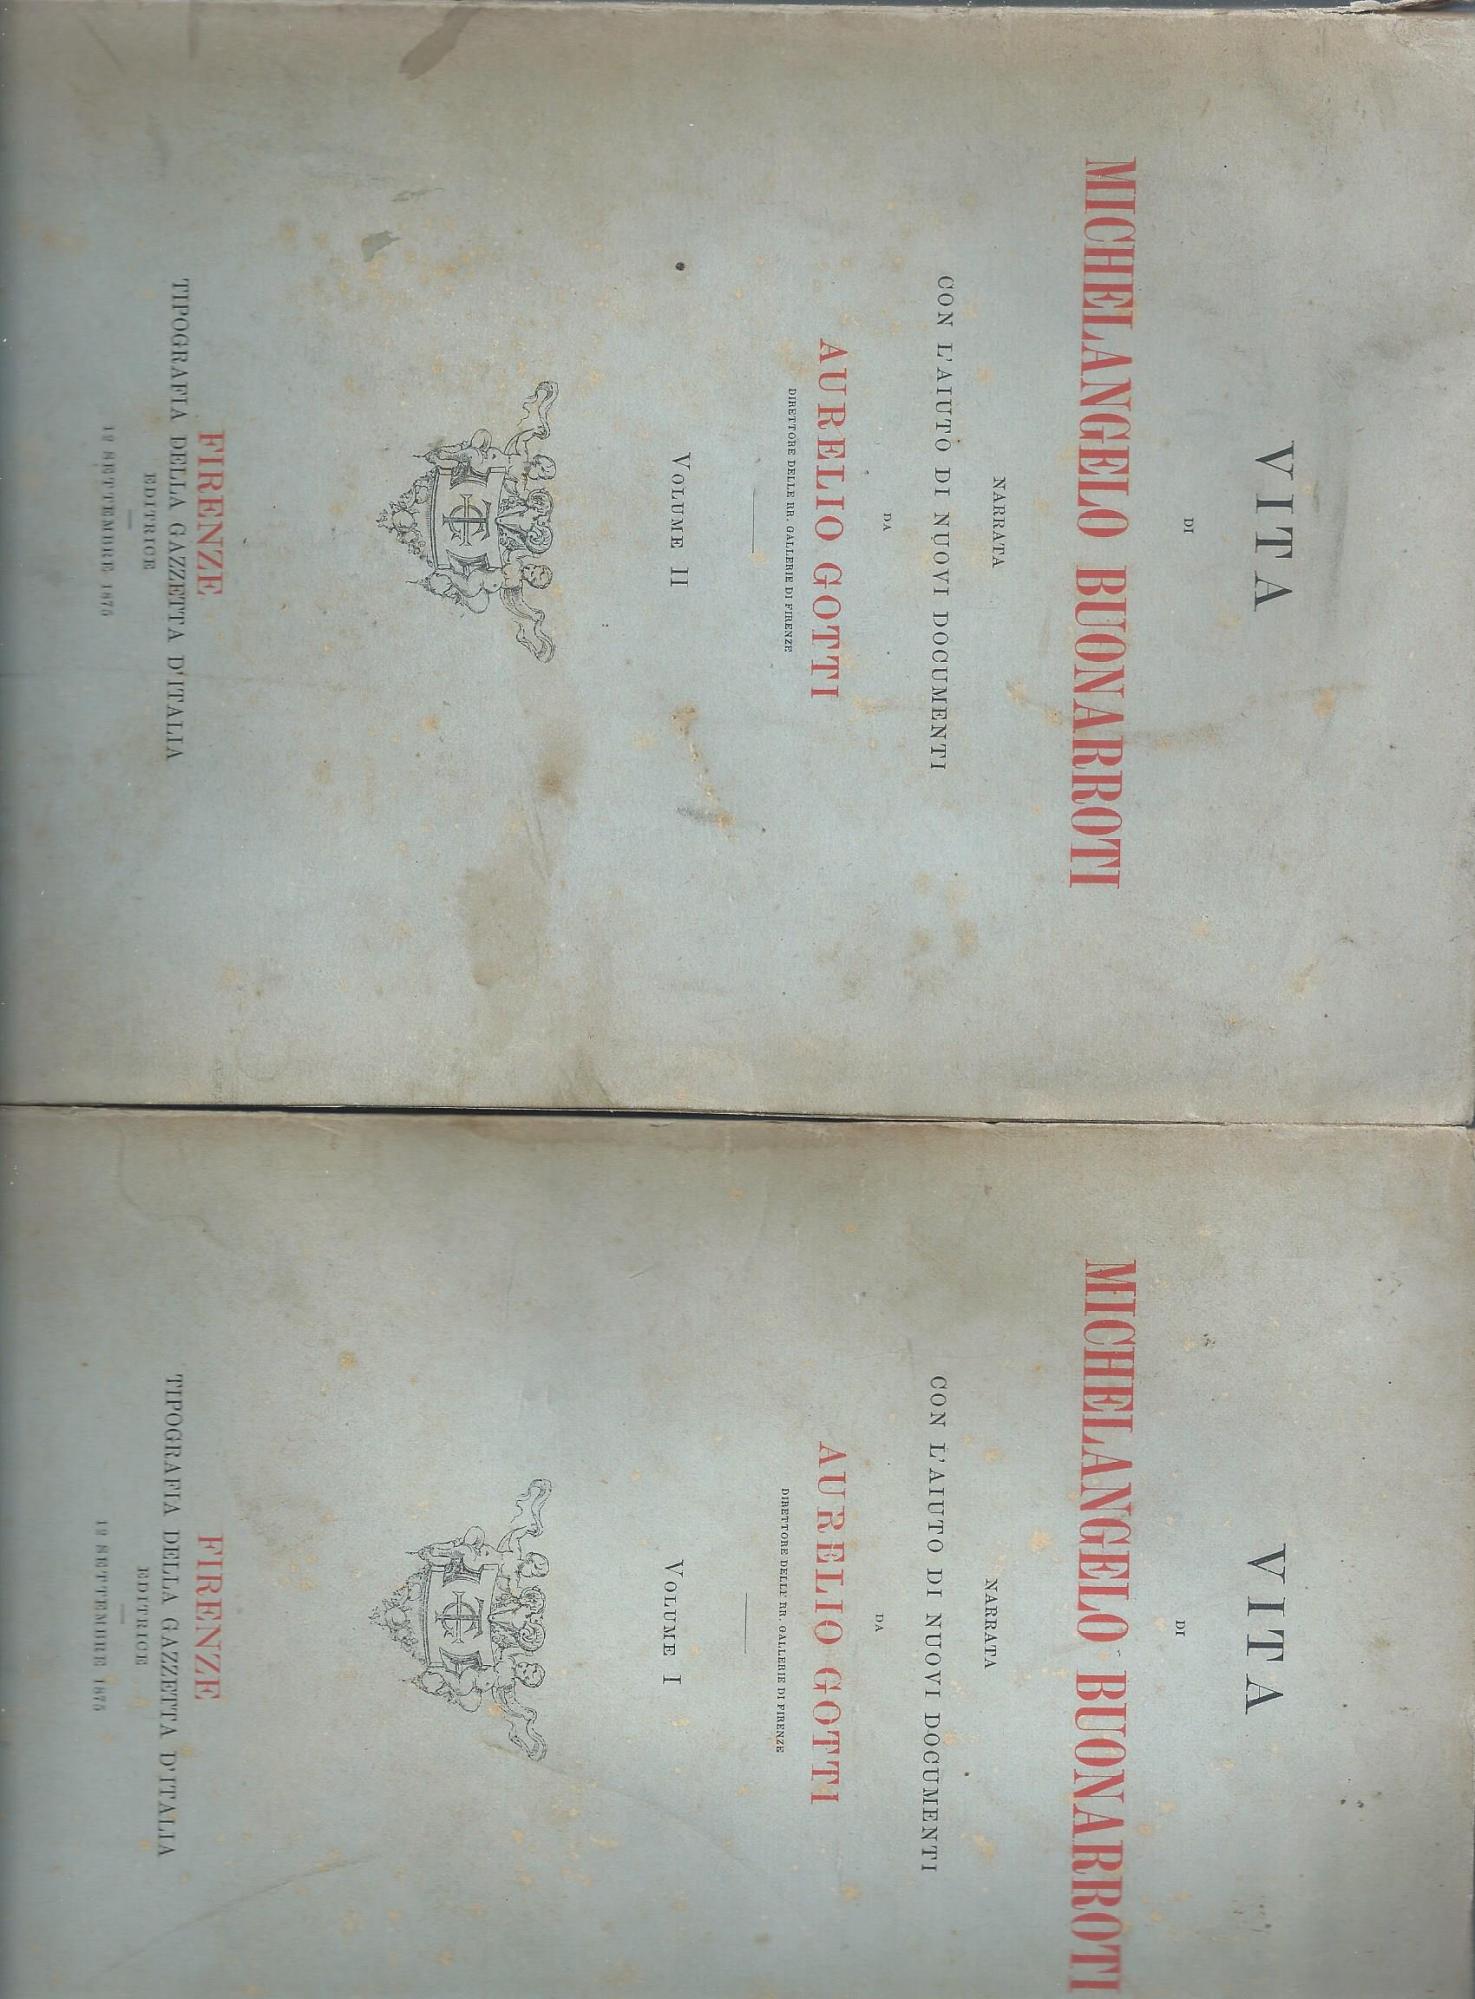 VITA
DI
MICHELANGELO BUONARROTI
NARRATA
CON L'AIUTO DI NUOVI DOCUMENTI
DA
AURELIO GOTTI
DIRETTORE DELLE RR. GALLERIE DI FIRENZE
VOLUME II
FIRENZE
TIPOGRAFIA DELLA GAZZETTA D'ITALIA
EDITRICE
12 SETTEMBRE 1875
VITA
DI
MICHELANGELO BUONARROTI
NARRATA
CON L'AIUTO DI NUOVI DOCUMENTI
DA
AURELIO GOTTI
DIRETTORE DELLE RR. GALLERIE DI FIRENZE
VOLUME I
FIRENZE
TIPOGRAFIA DELLA GAZZETTA D'ITALIA
EDITRICE
12 SETTEMBRE 1875